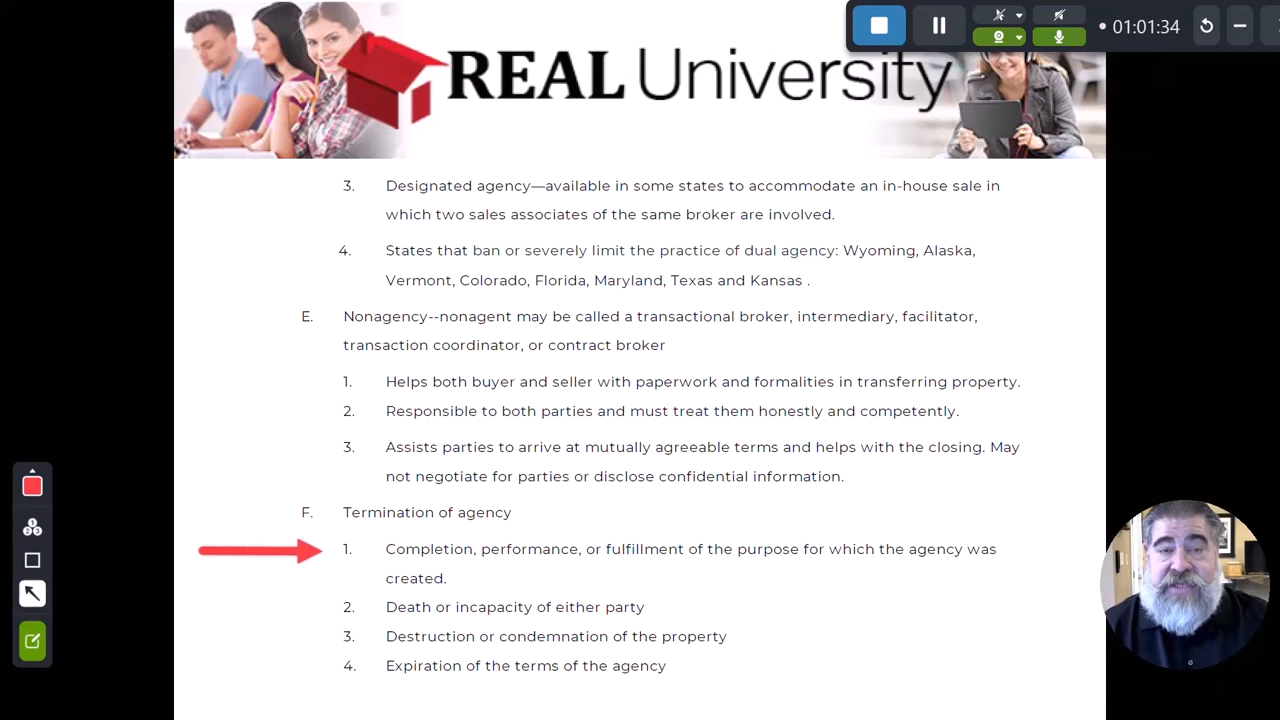 01:01:34
REAL University
3. Designated agency—available in some states to accommodate an in-house sale in
which two sales associates of the same broker are involved.
4. States that ban or severely limit the practice of dual agency: Wyoming, Alaska,
Vermont, Colorado, Florida, Maryland, Texas and Kansas .
E. Nonagency--nonagent may be called a transactional broker, intermediary, facilitator,
transaction coordinator, or contract broker
1. Helps both buyer and seller with paperwork and formalities in transferring property.
2. Responsible to both parties and must treat them honestly and competently.
3. Assists parties to arrive at mutually agreeable terms and helps with the closing. May
not negotiate for parties or disclose confidential information.
F. Termination of agency
1. Completion, performance, or fulfillment of the purpose for which the agency was
created.
2. Death or incapacity of either party
3. Destruction or condemnation of the property
4. Expiration of the terms of the agency